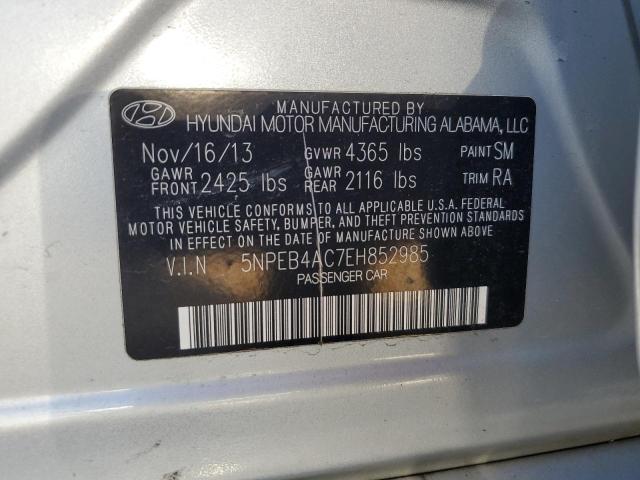 MANUFACTURED BY
HYUNDAI MOTOR MANUFACTURING ALABAMA, LLC
Nov/16/13 GVWR 4365 lbs PAINT SM
GAWR FRONT 2425 lbs GAWR REAR 2116 lbs TRIM RA
THIS VEHICLE CONFORMS TO ALL APPLICABLE U.S.A. FEDERAL
MOTOR VEHICLE SAFETY, BUMPER, AND THEFT PREVENTION STANDARDS
IN EFFECT ON THE DATE OF MANUFACTURE SHOWN ABOVE.
V.I.N 5NPEB4AC7EH852985
PASSENGER CAR